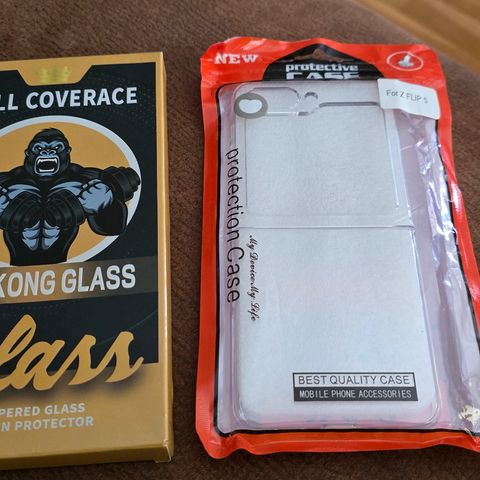 LL COVERACE
KONG GLASS
lass
PERED GLASS
N PROTECTOR
NEW
protective
CASE
For Z FLIP 5
protection Case
My Device My Life
BEST QUALITY CASE
MOBILE PHONE ACCESSORIES